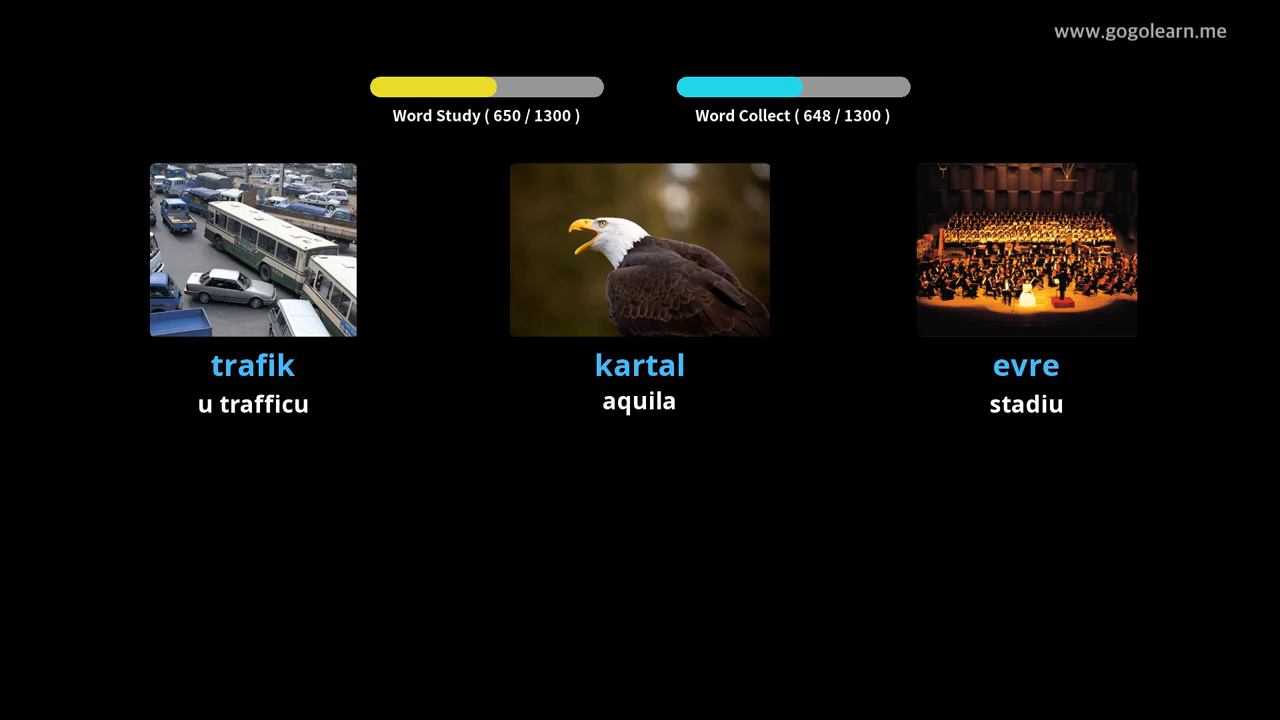 www.gogolearn.me
Word Study ( 650 / 1300 )
Word Collect ( 648 / 1300 )
trafik
kartal
evre
u trafficu
aquila
stadiu